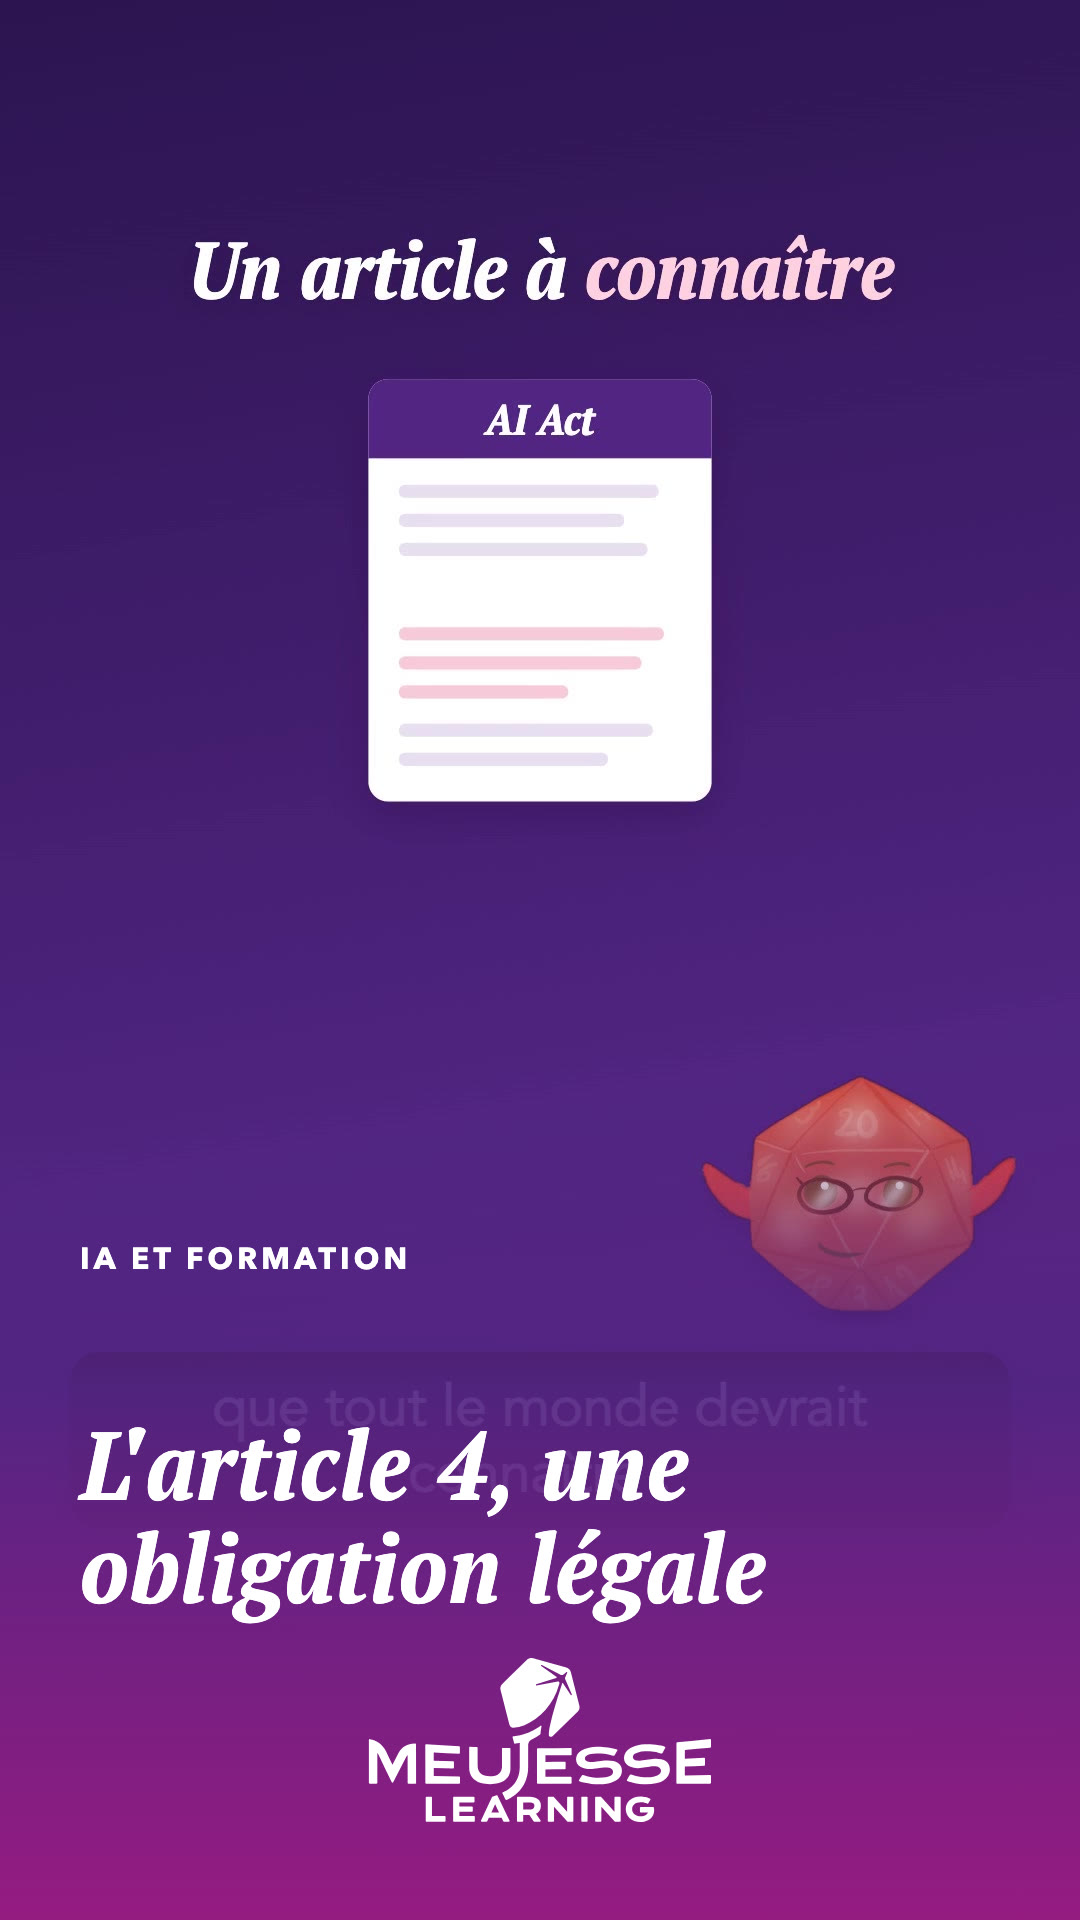 Un article à connaître
AI Act
20
IA ET FORMATION
que tout le monde devrait
L'article 4, une
obligation légale
MEUJESSE
LEARNING